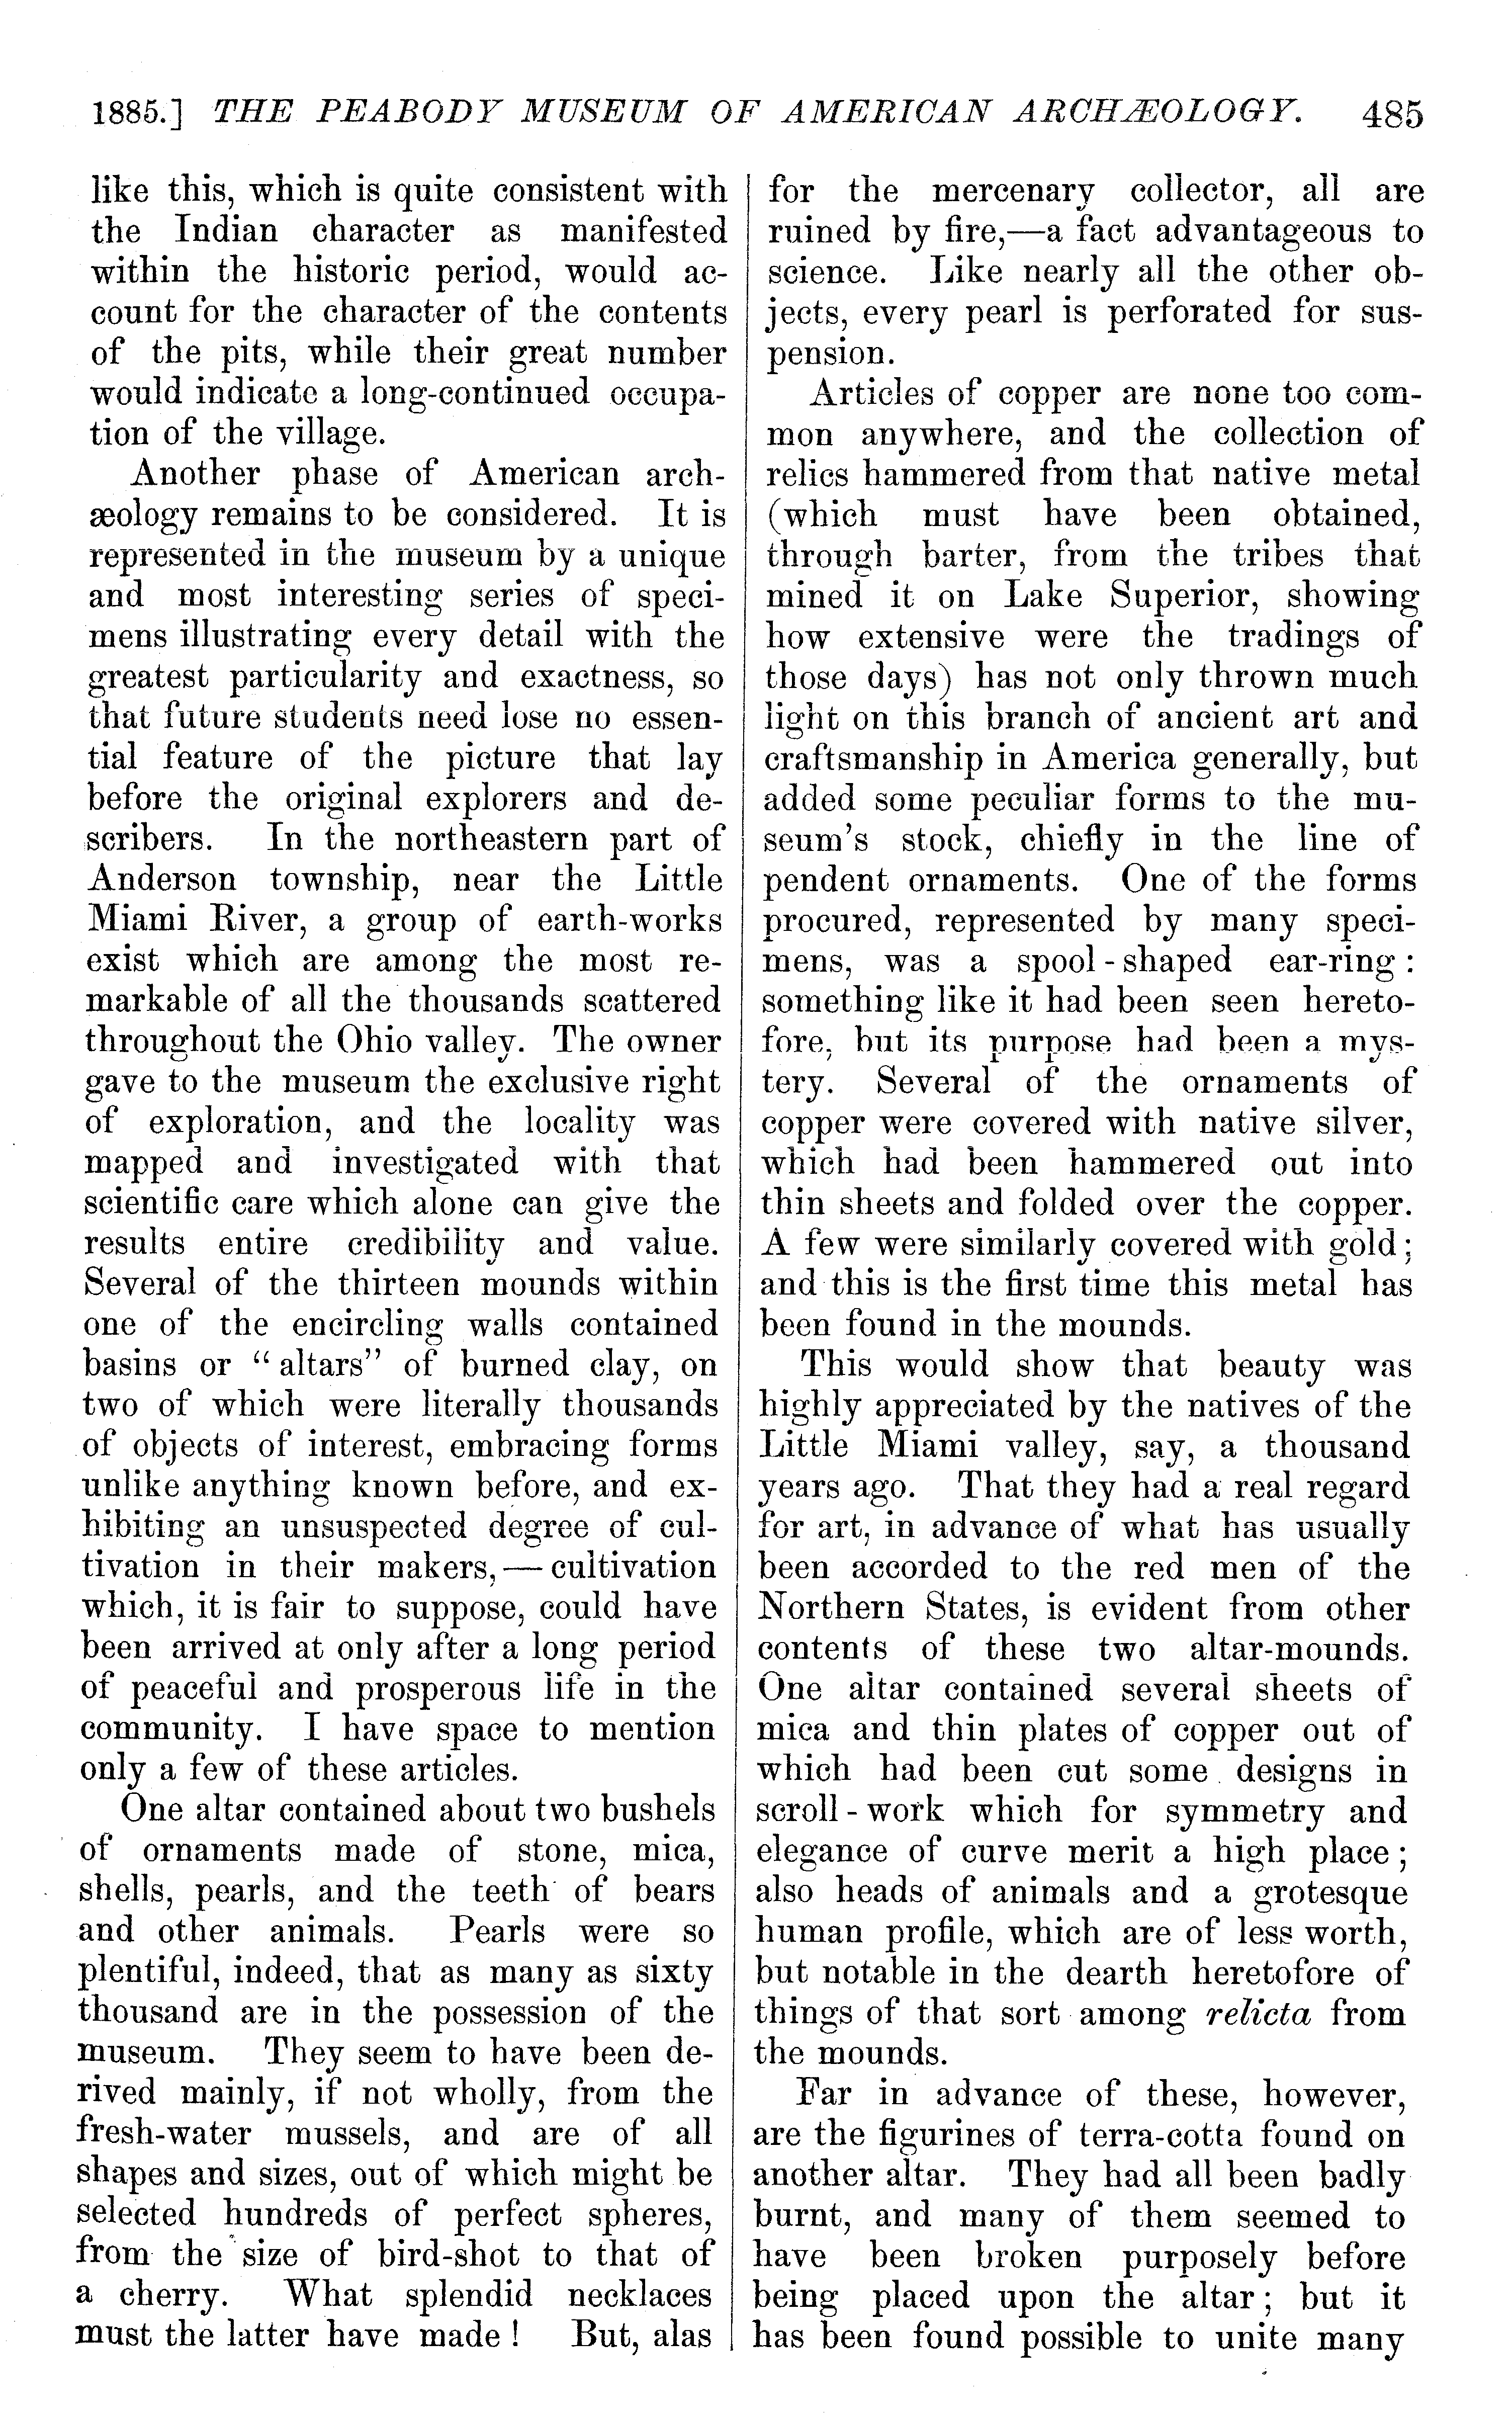 1885.] THE PEABODY MUSEUM OF AMERICAN ARCHÆOLOGY. 485
like this, which is quite consistent with
the Indian character as manifested
within the historic period, would ac-
count for the character of the contents
of the pits, while their great number
would indicate a long-continued occupa-
tion of the village.
Another phase of American arch-
æology remains to be considered. It is
represented in the museum by a unique
and most interesting series of speci-
mens illustrating every detail with the
greatest particularity and exactness, so
that future students need lose no essen-
tial feature of the picture that lay
before the original explorers and de-
scribers. In the northeastern part of
Anderson township, near the Little
Miami River, a group of earth-works
exist which are among the most re-
markable of all the thousands scattered
throughout the Ohio valley. The owner
gave to the museum the exclusive right
of exploration, and the locality was
mapped and investigated with that
scientific care which alone can give the
results entire credibility and value.
Several of the thirteen mounds within
one of the encircling walls contained
basins or "altars" of burned clay, on
two of which were literally thousands
of objects of interest, embracing forms
unlike anything known before, and ex-
hibiting an unsuspected degree of cul-
tivation in their makers,—cultivation
which, it is fair to suppose, could have
been arrived at only after a long period
of peaceful and prosperous life in the
community. I have space to mention
only a few of these articles.
One altar contained about two bushels
of ornaments made of stone, mica,
shells, pearls, and the teeth of bears
and other animals. Pearls were so
plentiful, indeed, that as many as sixty
thousand are in the possession of the
museum. They seem to have been de-
rived mainly, if not wholly, from the
fresh-water mussels, and are of all
shapes and sizes, out of which might be
selected hundreds of perfect spheres,
from the size of bird-shot to that of
a cherry. What splendid necklaces
must the latter have made! But, alas
for the mercenary collector, all are
ruined by fire,—a fact advantageous to
science. Like nearly all the other ob-
jects, every pearl is perforated for sus-
pension.
Articles of copper are none too com-
mon anywhere, and the collection of
relics hammered from that native metal
(which must have been obtained,
through barter, from the tribes that
mined it on Lake Superior, showing
how extensive were the tradings of
those days) has not only thrown much
light on this branch of ancient art and
craftsmanship in America generally, but
added some peculiar forms to the mu-
seum's stock, chiefly in the line of
pendent ornaments. One of the forms
procured, represented by many speci-
mens, was a spool-shaped ear-ring:
something like it had been seen hereto-
fore, but its purpose had been a mys-
tery. Several of the ornaments of
copper were covered with native silver,
which had been hammered out into
thin sheets and folded over the copper.
A few were similarly covered with gold;
and this is the first time this metal has
been found in the mounds.
This would show that beauty was
highly appreciated by the natives of the
Little Miami valley, say, a thousand
years ago. That they had a real regard
for art, in advance of what has usually
been accorded to the red men of the
Northern States, is evident from other
contents of these two altar-mounds.
One altar contained several sheets of
mica and thin plates of copper out of
which had been cut some designs in
scroll-work which for symmetry and
elegance of curve merit a high place;
also heads of animals and a grotesque
human profile, which are of less worth,
but notable in the dearth heretofore of
things of that sort among relicta from
the mounds.
Far in advance of these, however,
are the figurines of terra-cotta found on
another altar. They had all been badly
burnt, and many of them seemed to
have been broken purposely before
being placed upon the altar; but it
has been found possible to unite many